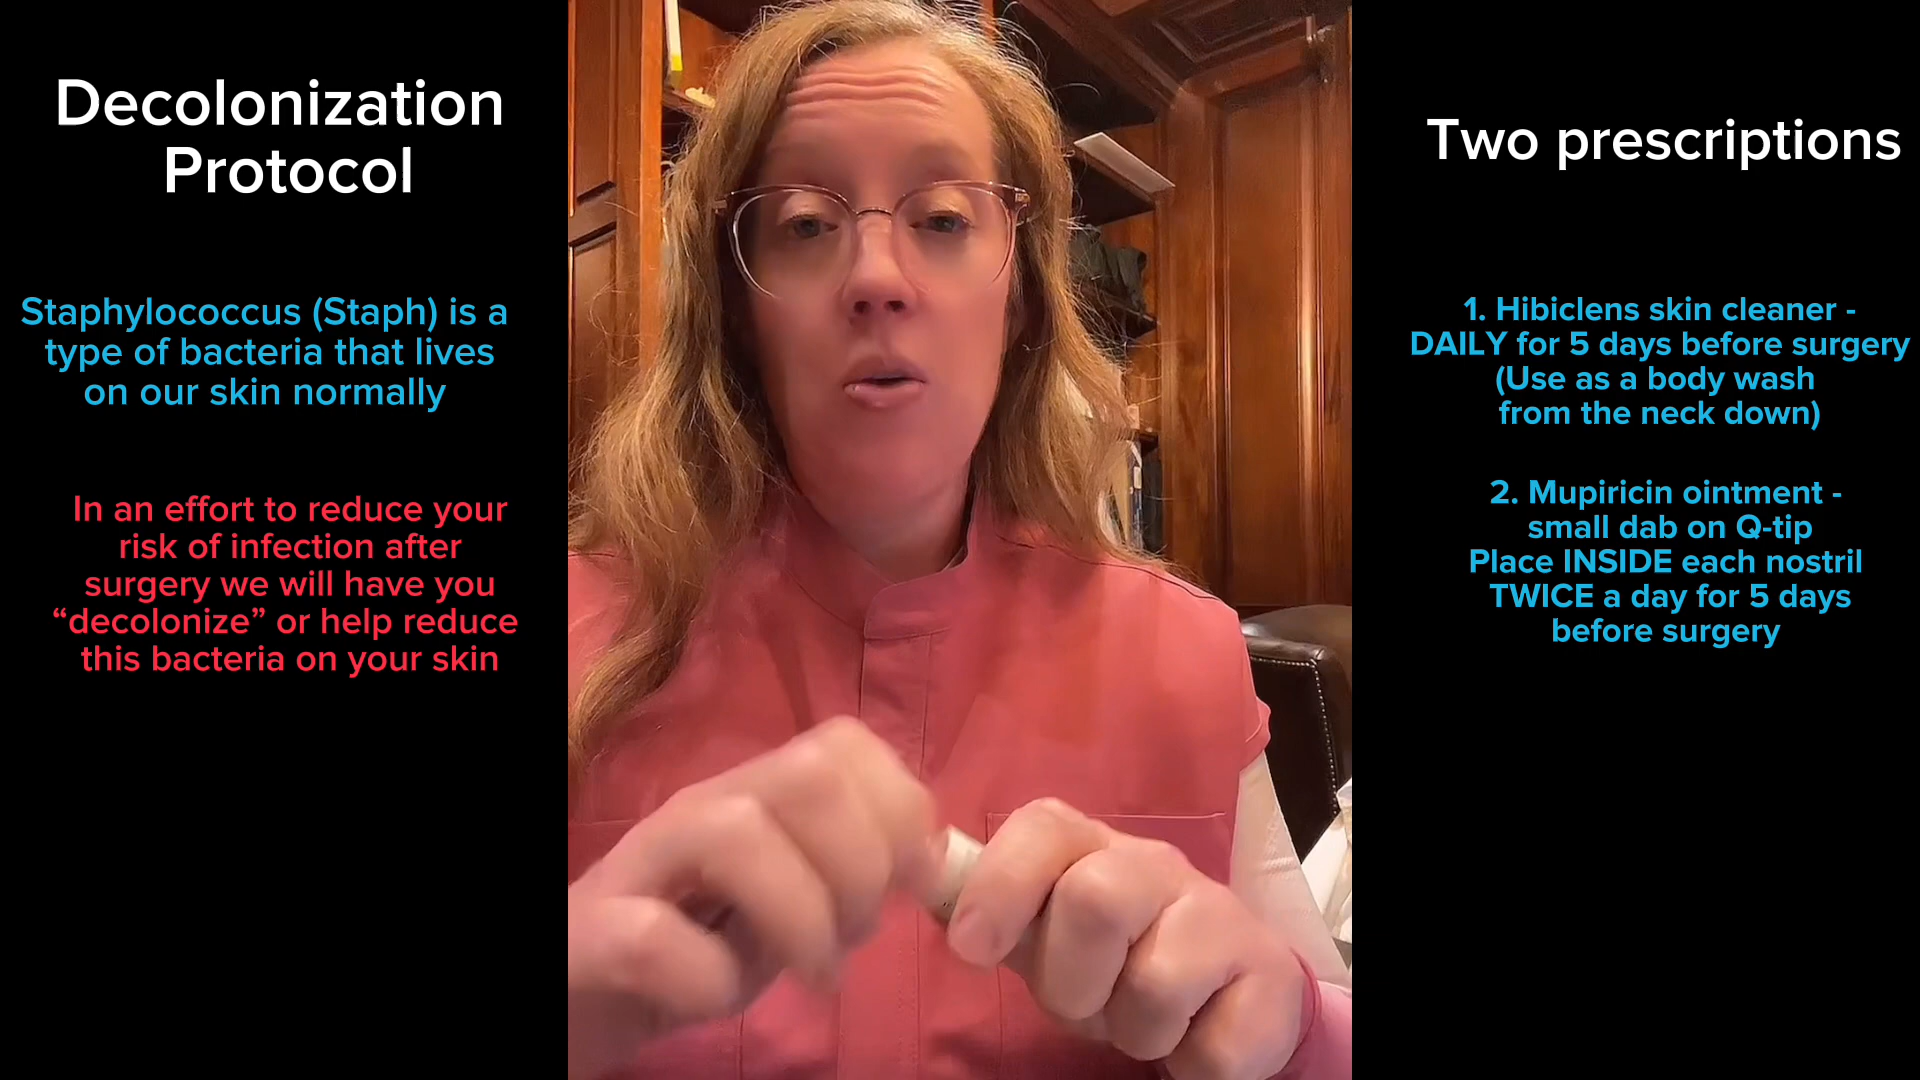 Decolonization
Protocol
Staphylococcus (Staph) is a
type of bacteria that lives
on our skin normally
In an effort to reduce your
risk of infection after
surgery we will have you
“decolonize” or help reduce
this bacteria on your skin
Two prescriptions
1. Hibiclens skin cleaner -
DAILY for 5 days before surgery
(Use as a body wash
from the neck down)
2. Mupiricin ointment -
small dab on Q-tip
Place INSIDE each nostril
TWICE a day for 5 days
before surgery